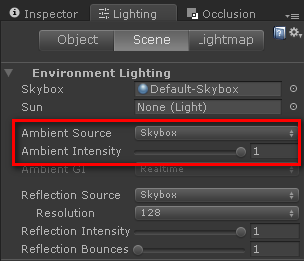 Inspector Lighting Occlusion
Object Scene Lightmap
Environment Lighting
Skybox Default-Skybox
Sun None (Light)
Ambient Source Skybox
Ambient Intensity 1
Ambient GI Realtime
Reflection Source Skybox
Resolution 128
Reflection Intensity 1
Reflection Bounces 1